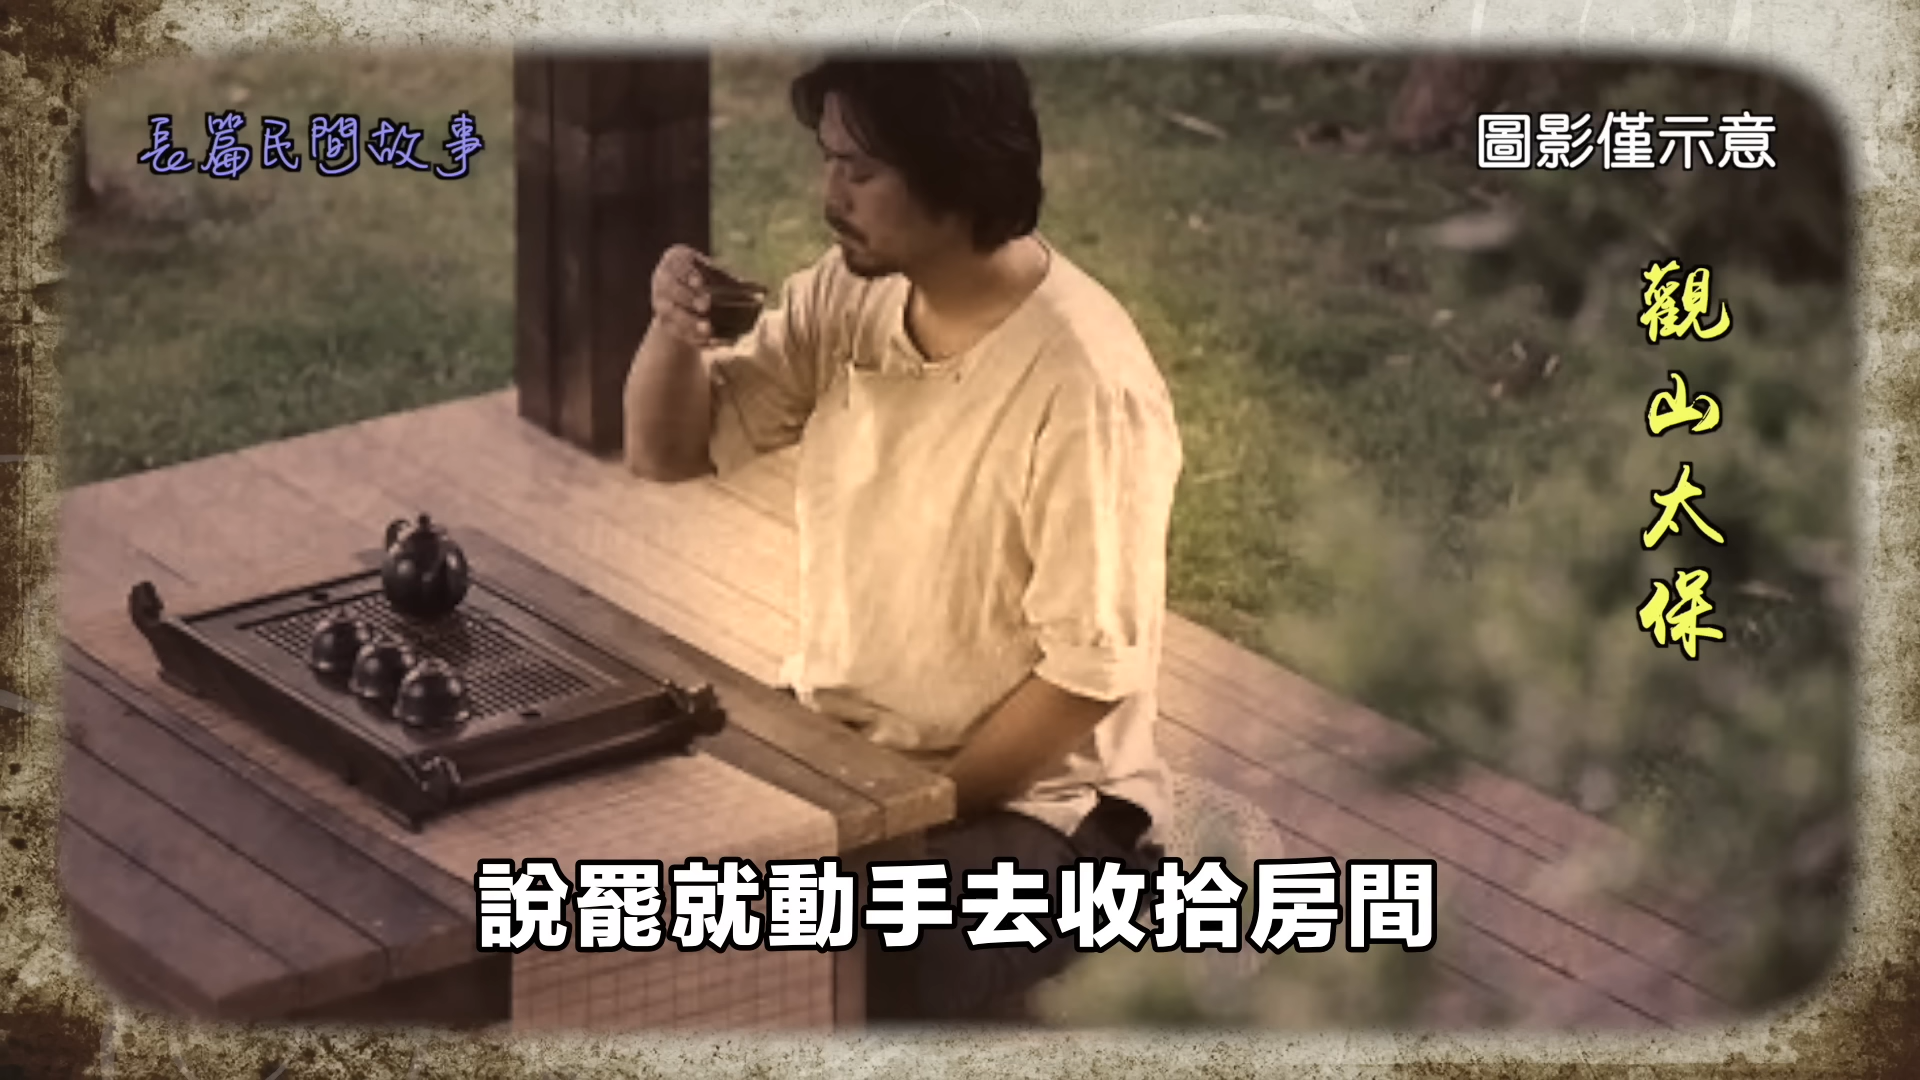 長篇民間故事
圖影僅示意
觀山太保
說罷就動手去收拾房間